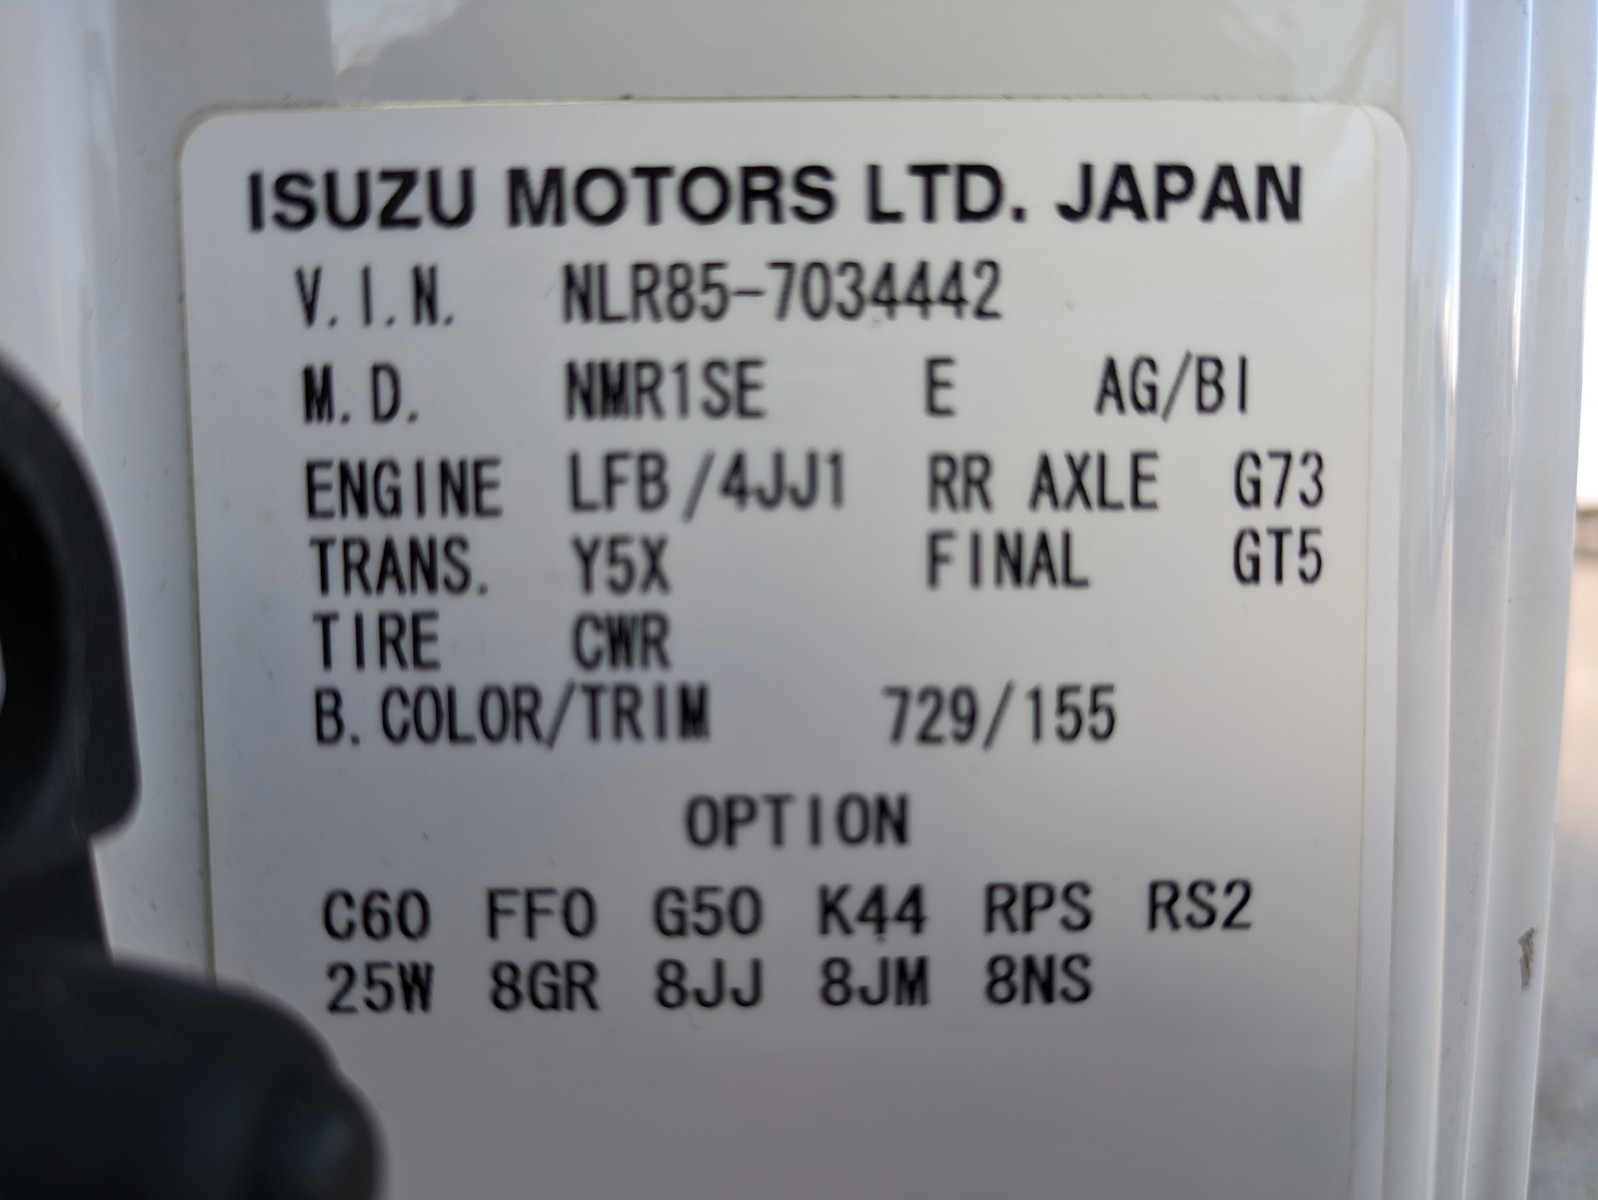 ISUZU MOTORS LTD. JAPAN
V.I.N. NLR85-7034442
M.D. NMR1SE E AG/BI
ENGINE LFB/4JJ1 RR AXLE G73
TRANS. Y5X FINAL GT5
TIRE CWR
B.COLOR/TRIM 729/155
OPTION
C60 FF0 G50 K44 RPS RS2
25W 8GR 8JJ 8JM 8NS